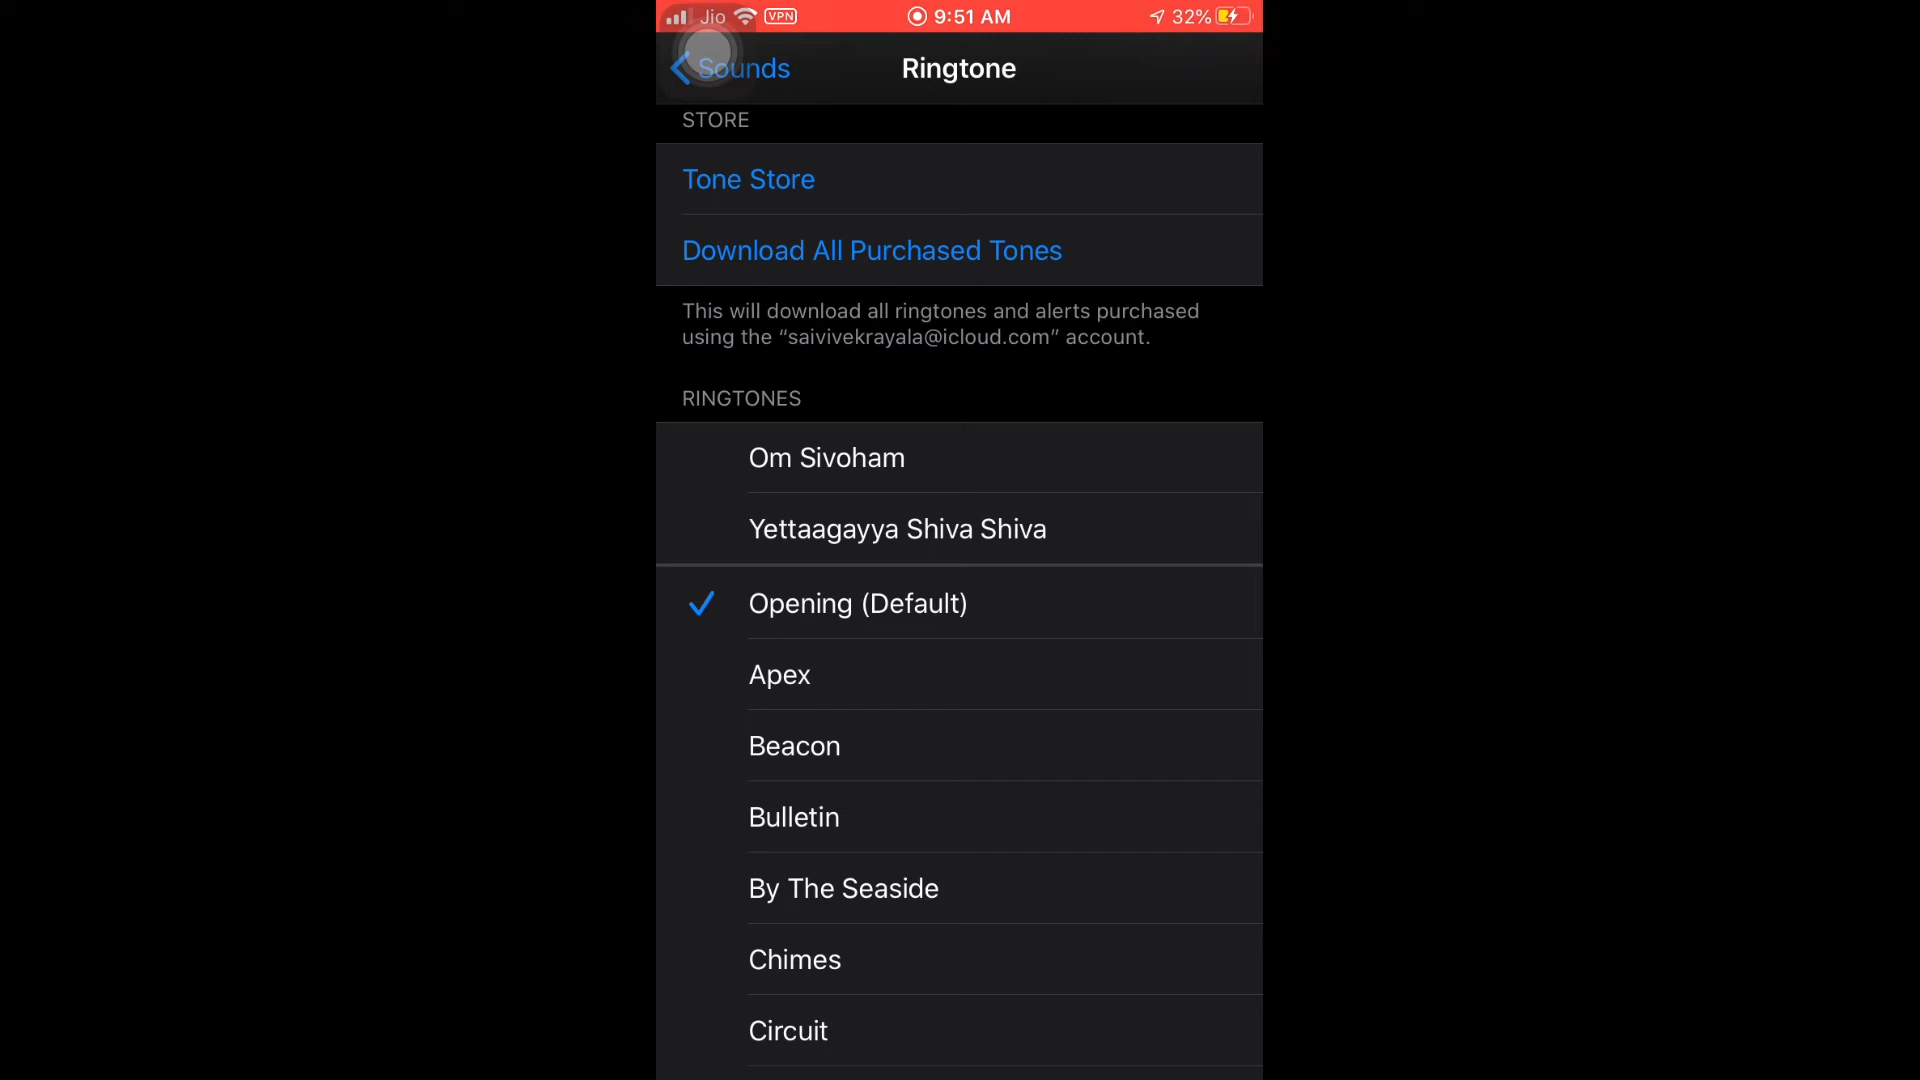 Jio VPN 9:51 AM 32%
Sounds Ringtone
STORE
Tone Store
Download All Purchased Tones
This will download all ringtones and alerts purchased
using the “saivivekrayala@icloud.com” account.
RINGTONES
Om Sivoham
Yettaagayya Shiva Shiva
Opening (Default)
Apex
Beacon
Bulletin
By The Seaside
Chimes
Circuit